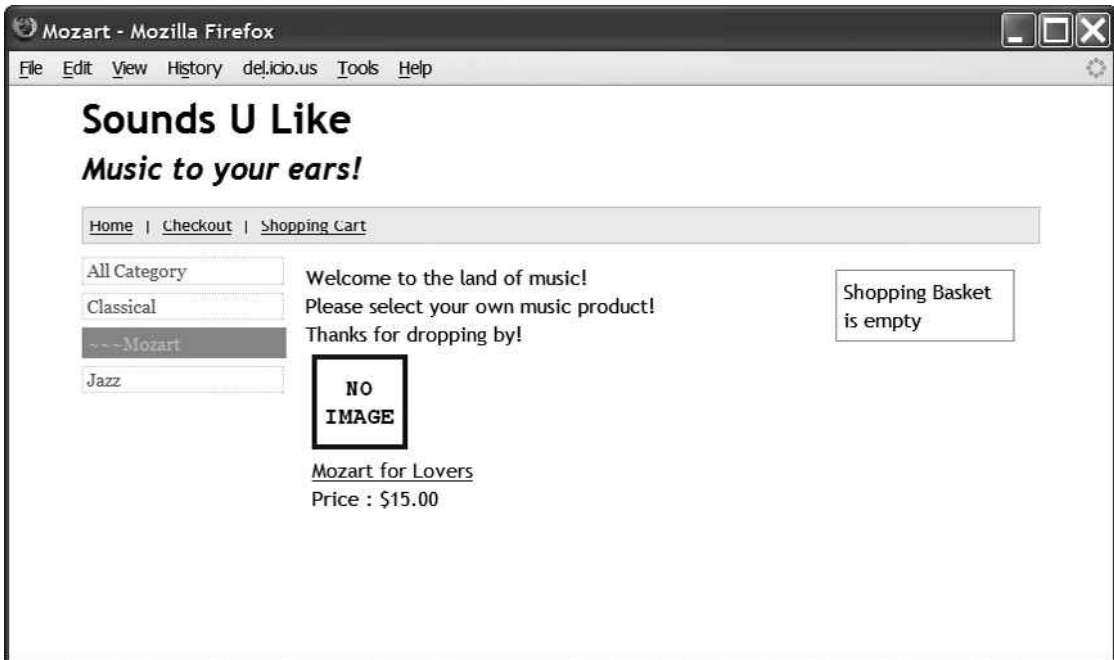 Mozart - Mozilla Firefox
File Edit View History del.icio.us Tools Help
Sounds U Like
Music to your ears!
Home | Checkout | Shopping Cart
All Category
Classical
~~~Mozart
Jazz
Welcome to the land of music!
Please select your own music product!
Thanks for dropping by!
NO
IMAGE
Mozart for Lovers
Price : $15.00
Shopping Basket
is empty